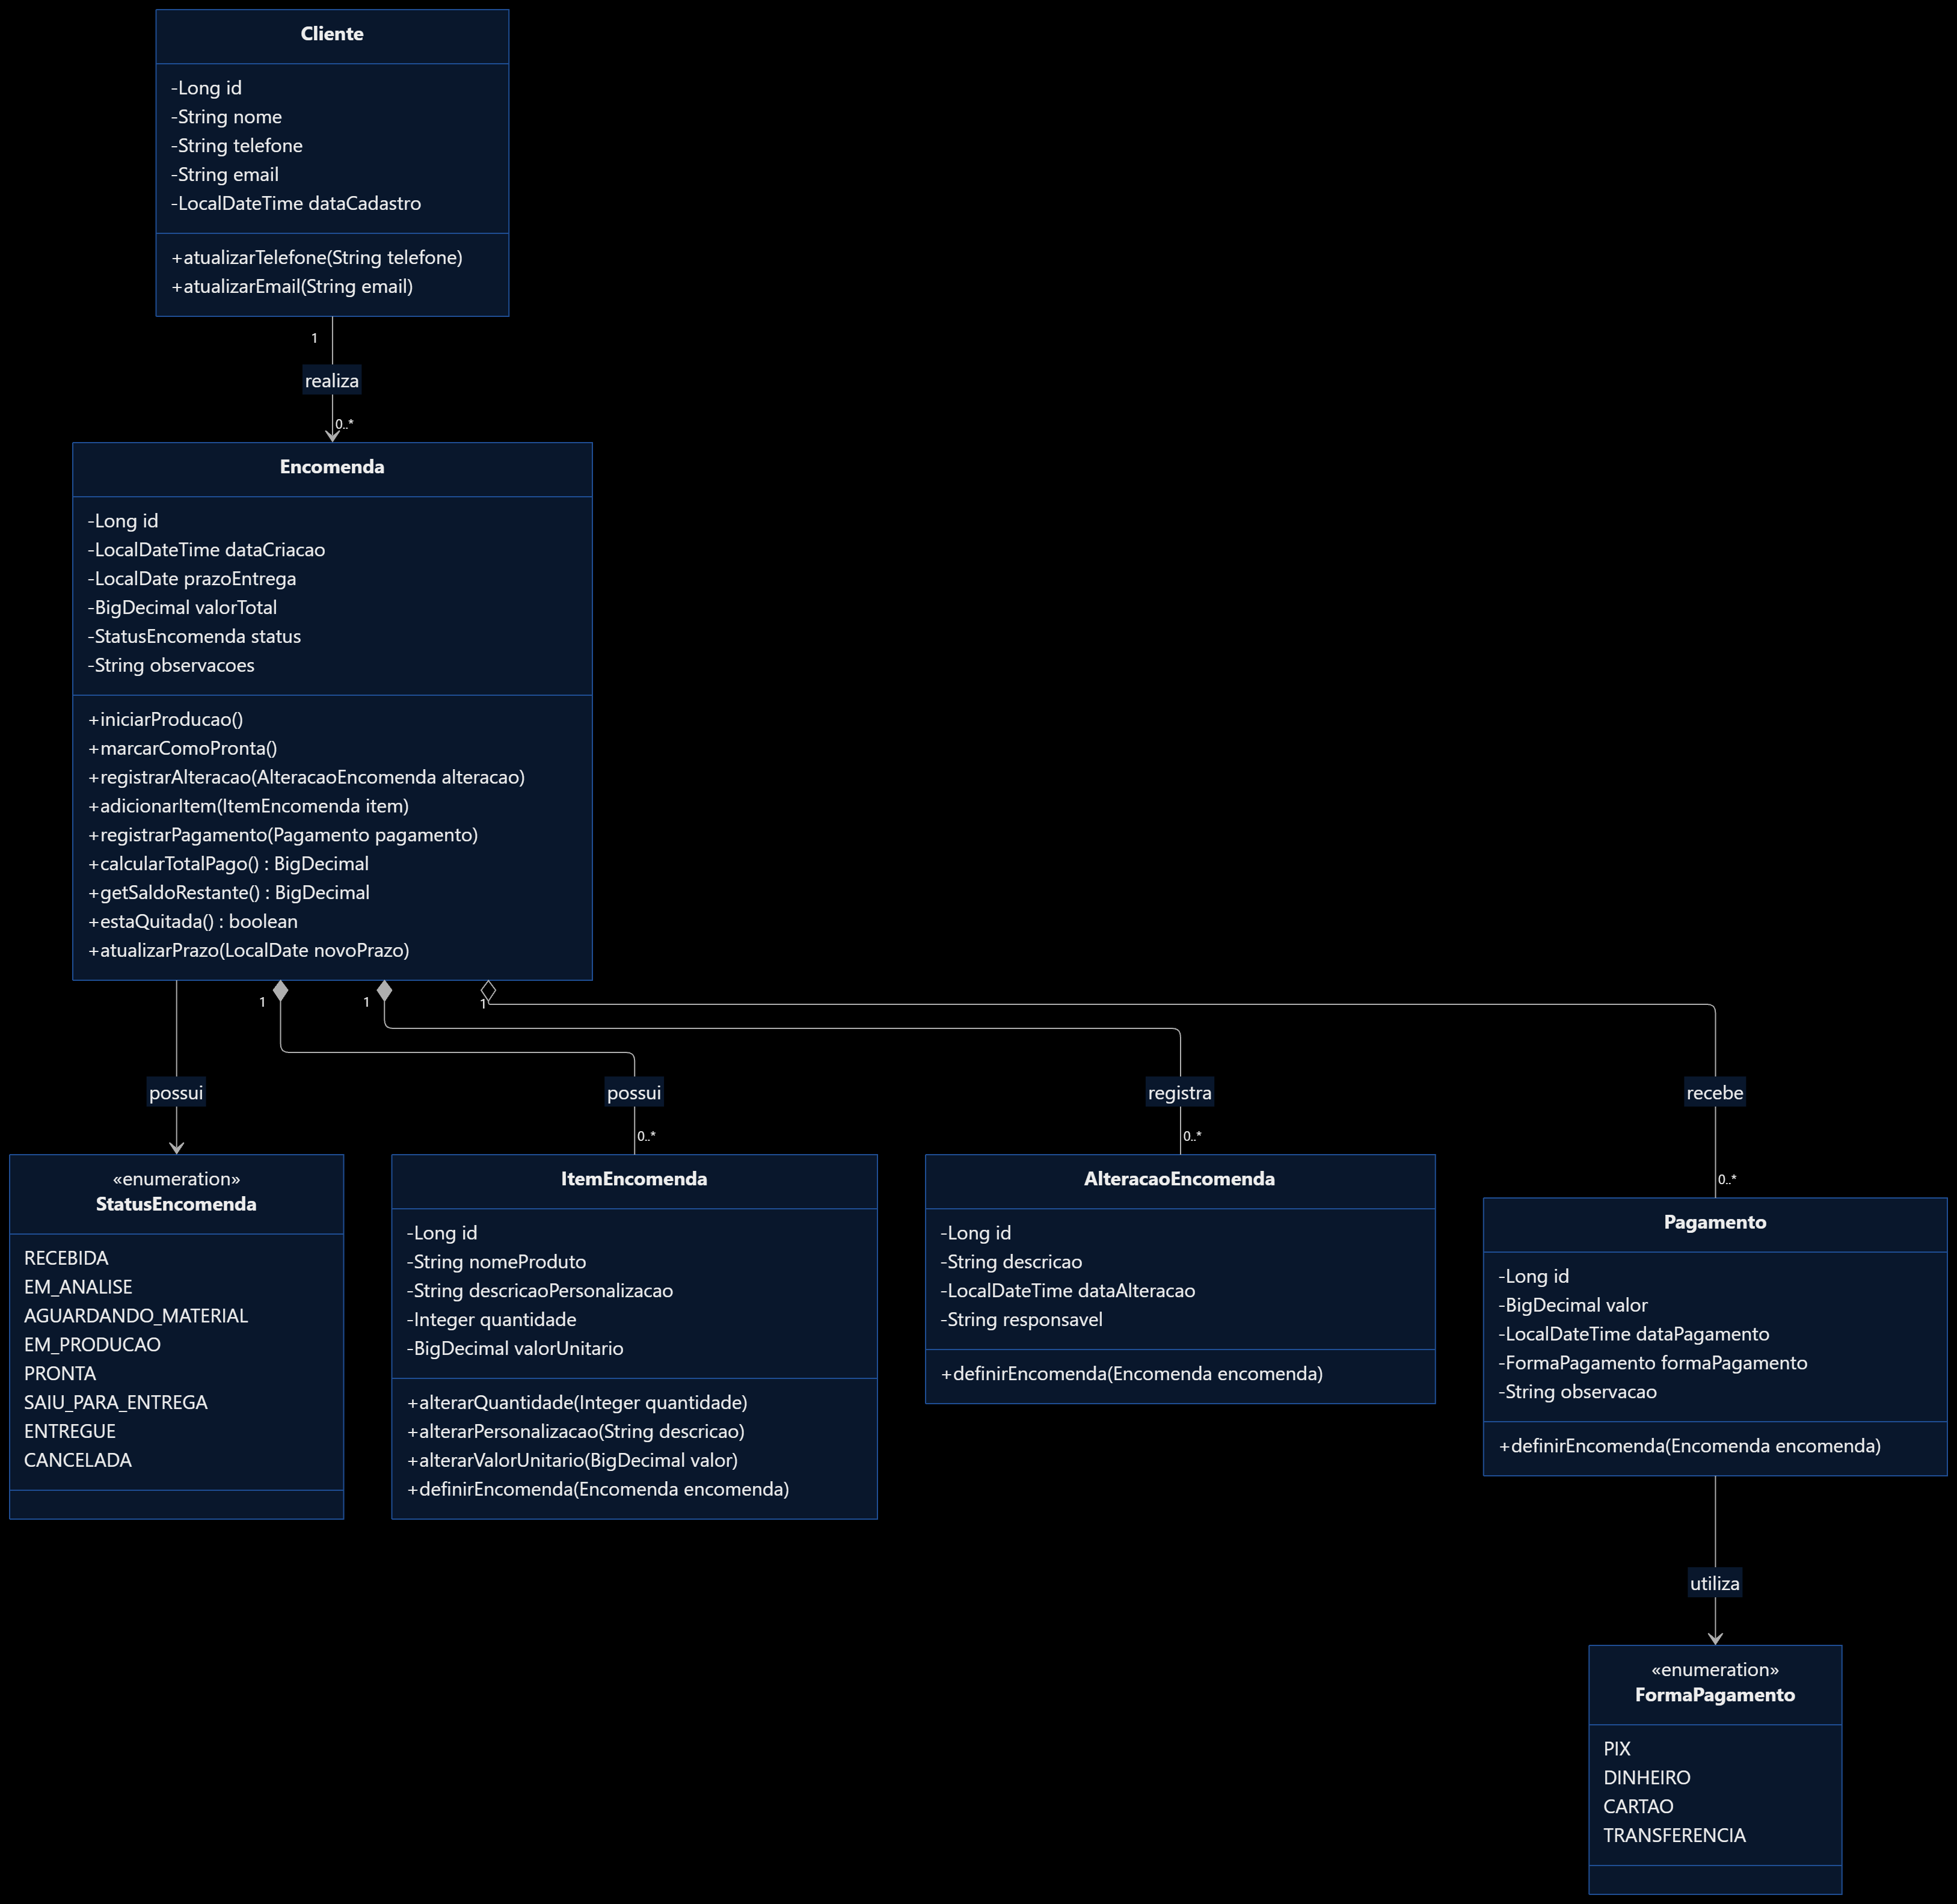 Cliente
-Long id
-String nome
-String telefone
-String email
-LocalDateTime dataCadastro
+atualizarTelefone(String telefone)
+atualizarEmail(String email)
1
realiza
0..*
Encomenda
-Long id
-LocalDateTime dataCriacao
-LocalDate prazoEntrega
-BigDecimal valorTotal
-StatusEncomenda status
-String observacoes
+iniciarProducao()
+marcarComoPronta()
+registrarAlteracao(AlteracaoEncomenda alteracao)
+adicionarItem(ItemEncomenda item)
+registrarPagamento(Pagamento pagamento)
+calcularTotalPago() : BigDecimal
+getSaldoRestante() : BigDecimal
+estaQuitada() : boolean
+atualizarPrazo(LocalDate novoPrazo)
1
1
1
possui
possui
registra
recebe
0..*
0..*
0..*
«enumeration»
StatusEncomenda
RECEBIDA
EM_ANALISE
AGUARDANDO_MATERIAL
EM_PRODUCAO
PRONTA
SAIU_PARA_ENTREGA
ENTREGUE
CANCELADA
ItemEncomenda
-Long id
-String nomeProduto
-String descricaoPersonalizacao
-Integer quantidade
-BigDecimal valorUnitario
+alterarQuantidade(Integer quantidade)
+alterarPersonalizacao(String descricao)
+alterarValorUnitario(BigDecimal valor)
+definirEncomenda(Encomenda encomenda)
AlteracaoEncomenda
-Long id
-String descricao
-LocalDateTime dataAlteracao
-String responsavel
+definirEncomenda(Encomenda encomenda)
Pagamento
-Long id
-BigDecimal valor
-LocalDateTime dataPagamento
-FormaPagamento formaPagamento
-String observacao
+definirEncomenda(Encomenda encomenda)
utiliza
«enumeration»
FormaPagamento
PIX
DINHEIRO
CARTAO
TRANSFERENCIA